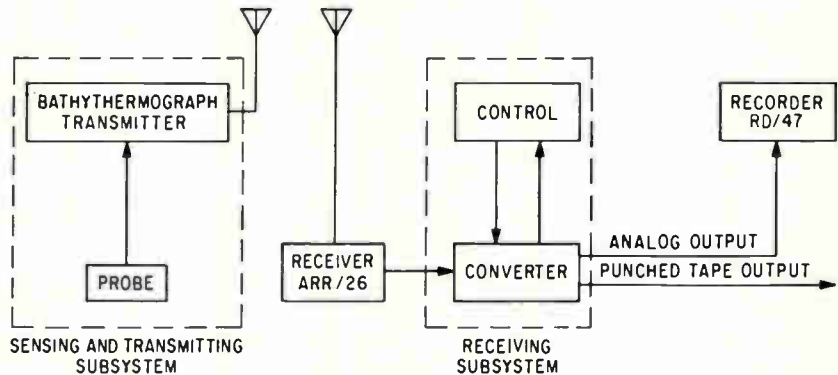 BATHYTHERMOGRAPH
TRANSMITTER
PROBE
SENSING AND TRANSMITTING
SUBSYSTEM
RECEIVER
ARR/26
CONTROL
CONVERTER
RECEIVING
SUBSYSTEM
RECORDER
RD/47
ANALOG OUTPUT
PUNCHED TAPE OUTPUT